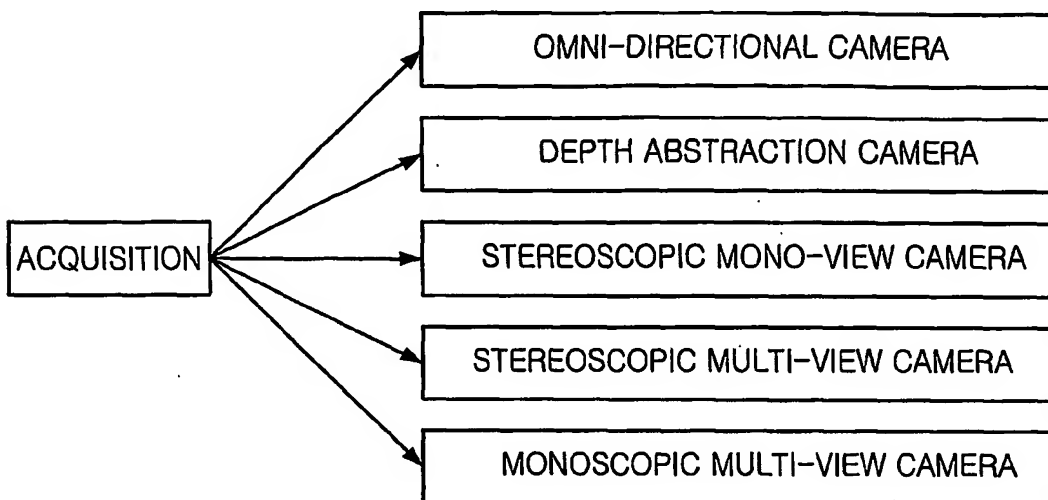 OMNI-DIRECTIONAL CAMERA
DEPTH ABSTRACTION CAMERA
ACQUISITION
STEREOSCOPIC MONO-VIEW CAMERA
STEREOSCOPIC MULTI-VIEW CAMERA
MONOSCOPIC MULTI-VIEW CAMERA